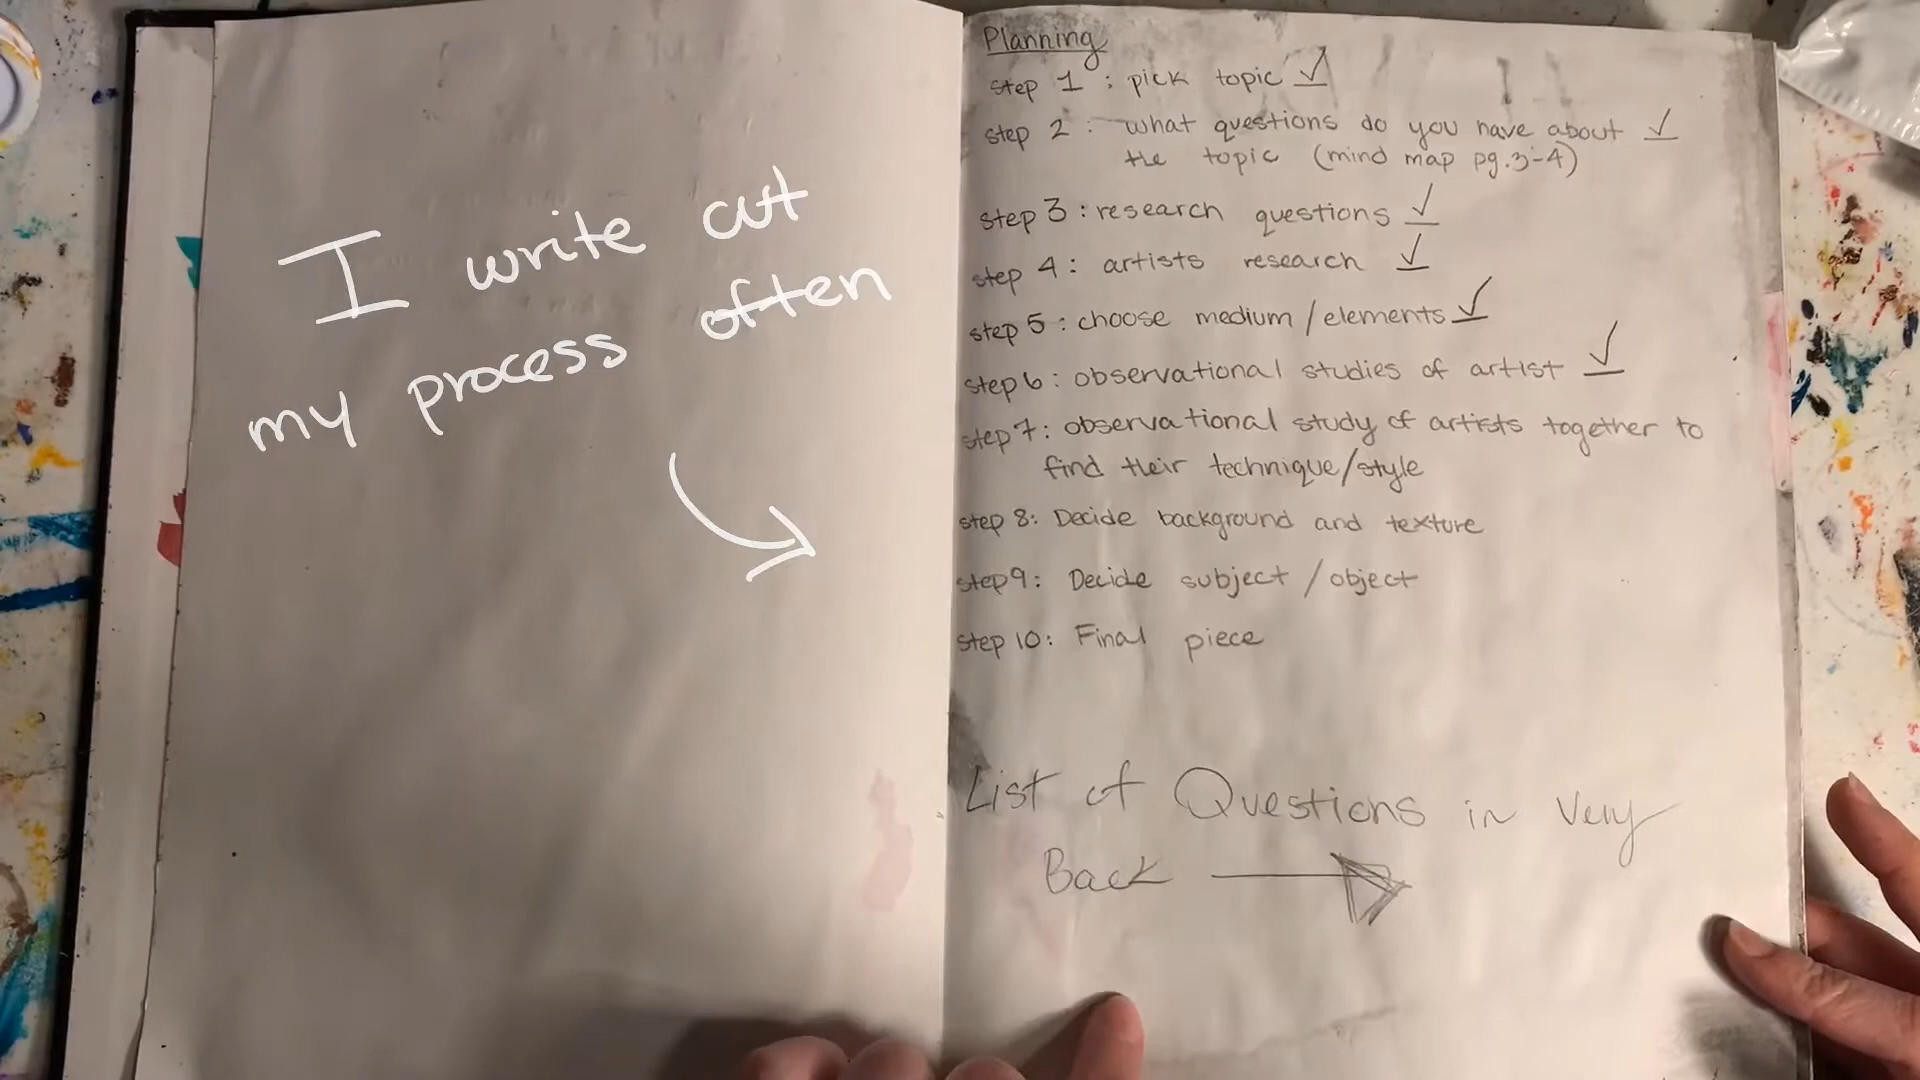 I write out
my process often
Planning
step 1 : pick topic ✓
step 2 : what questions do you have about ✓
the topic (mind map pg.3-4)
step 3 : research questions ✓
step 4 : artists research ✓
step 5 : choose medium/elements ✓
step 6 : observational studies of artist ✓
step 7 : observational study of artists together to
find their technique/style
step 8: Decide background and texture
step 9: Decide subject / object
step 10: Final piece
List of Questions in Very
Back